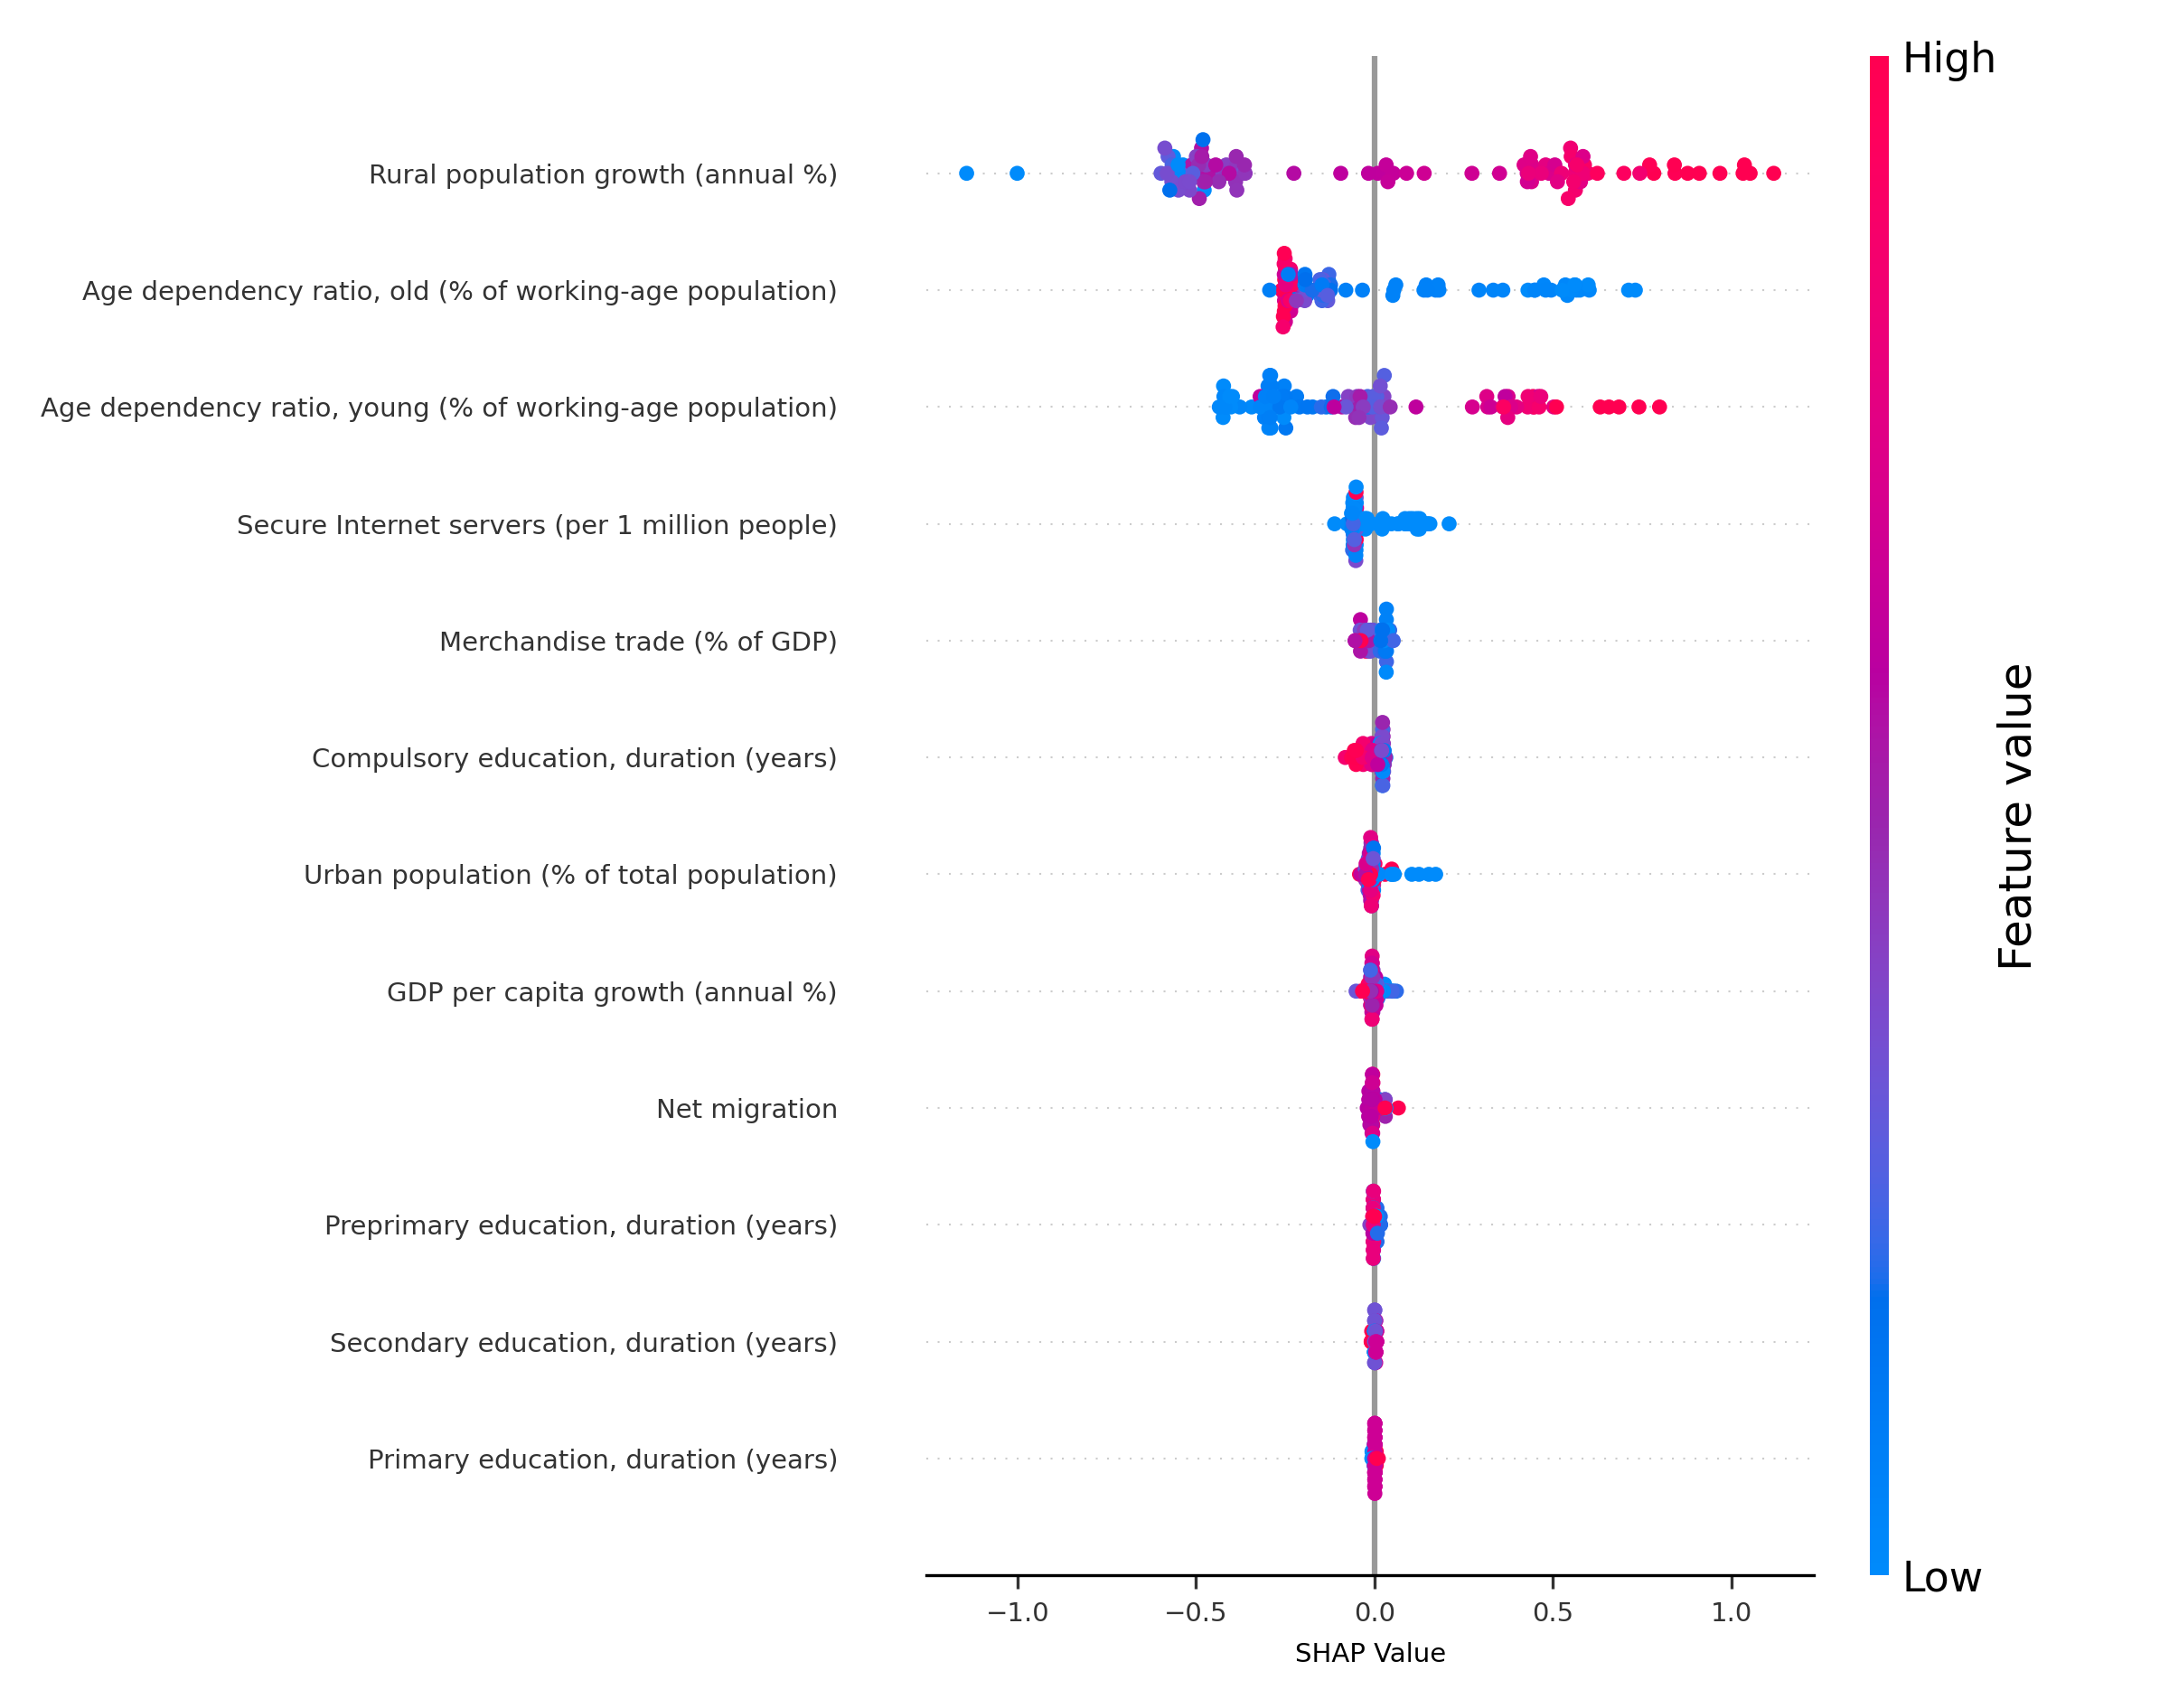 High
Rural population growth (annual %)
Age dependency ratio, old (% of working-age population)
Age dependency ratio, young (% of working-age population)
Secure Internet servers (per 1 million people)
Merchandise trade (% of GDP)
Compulsory education, duration (years)
Urban population (% of total population)
GDP per capita growth (annual %)
Net migration
Preprimary education, duration (years)
Secondary education, duration (years)
Primary education, duration (years)
Feature value
Low
−1.0 −0.5 0.0 0.5 1.0
SHAP Value